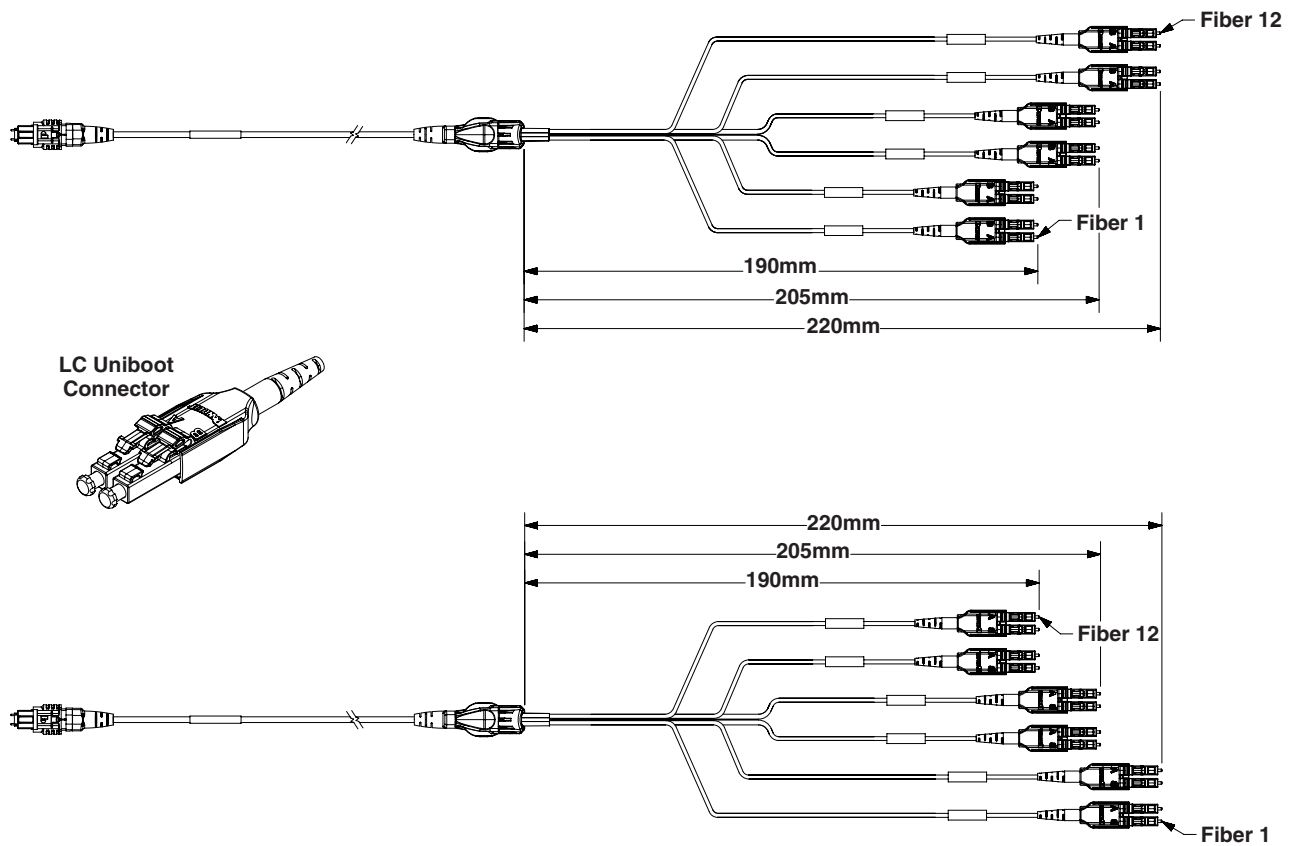 Fiber 12
Fiber 1
190mm
205mm
220mm
LC Uniboot
Connector
220mm
205mm
190mm
Fiber 12
Fiber 1